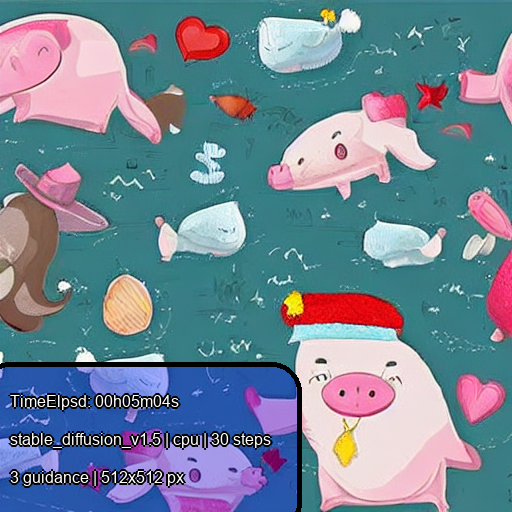 TimeElpsd: 00h05m04s
stable_diffusion_v1.5 | cpu | 30 steps
3 guidance | 512x512 px